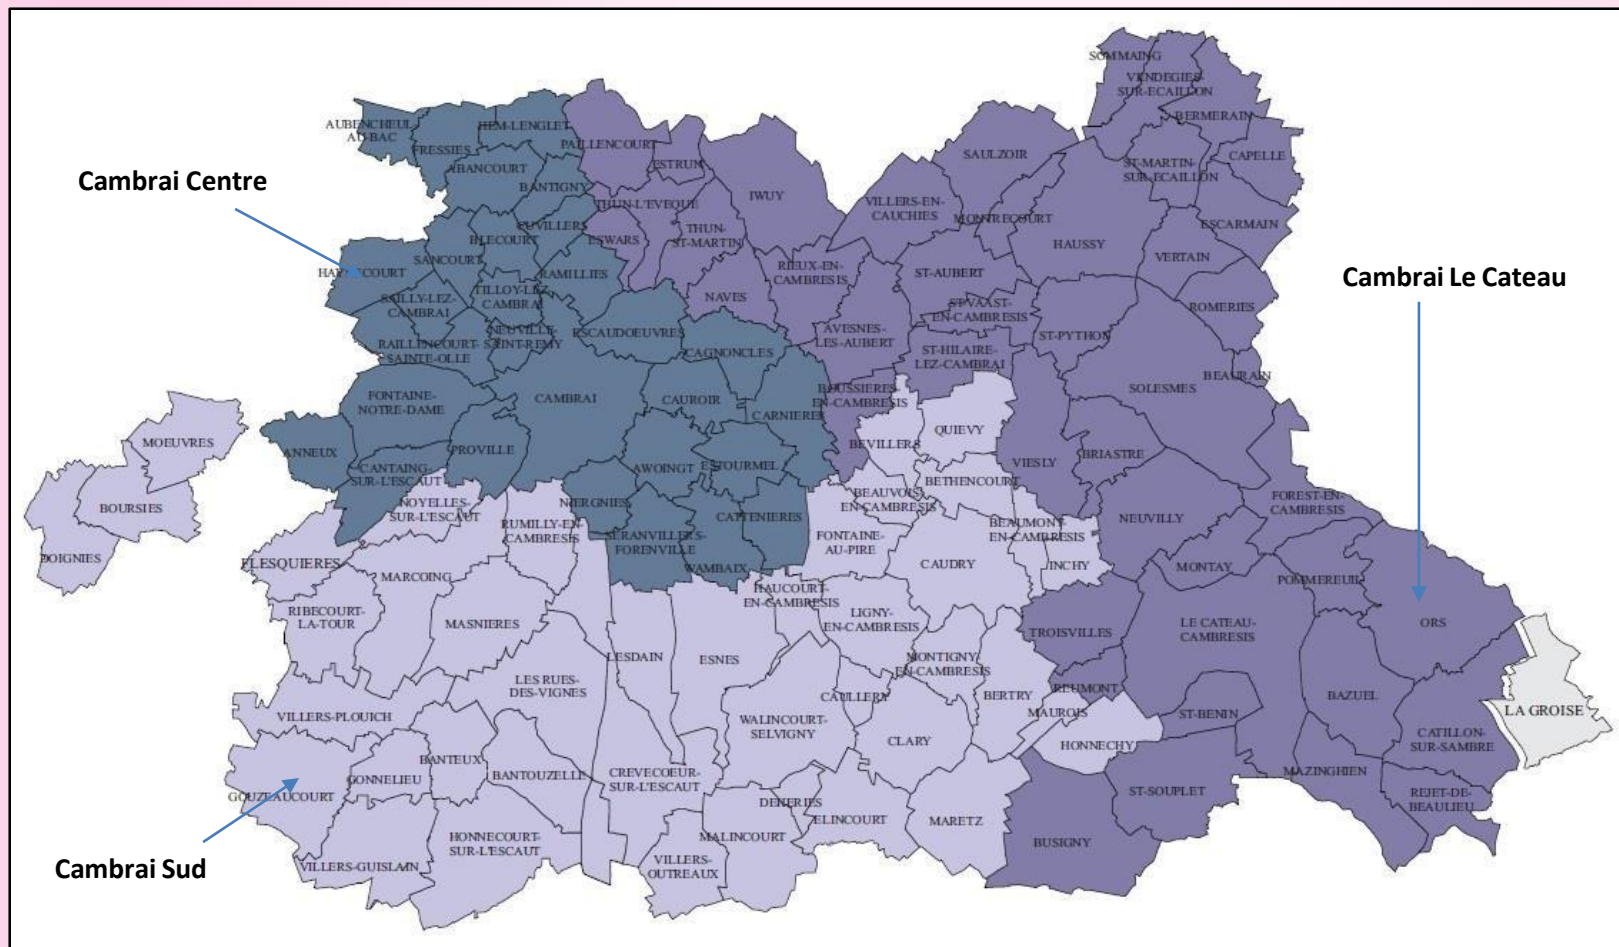 SOMMAING
VENDEGIES-
SUR-ECAILLON
BERMERAIN
CAPELLE
ST-MARTIN-
SUR-ECAILLON
ESCARMAIN
SAULZOIR
MONTRECOURT
HAUSSY
VERTAIN
ROMERIES
AUBENCHEUL-
AU-BAC
FRESSIES
HEM-LENGLET
ABANCOURT
BANTIGNY
PAILLENCOURT
ESTRUN
THUN-L'EVEQUE
IWUY
VILLERS-EN-
CAUCHIES
Cambrai Centre
CUVILLERS
BLECOURT
ESWARS
THUN-
ST-MARTIN
SANCOURT
RAMILLIES
RIEUX-EN-
CAMBRESIS
ST-AUBERT
Cambrai Le Cateau
TILLOY-LEZ-
CAMBRAI
SAILLY-LEZ-
CAMBRAI
NAVES
ST-VAAST-
EN-CAMBRESIS
NEUVILLE-
SAINT-REMY
ESCAUDOEUVRES
RAILLENCOURT-
SAINTE-OLLE
CAGNONCLES
AVESNES-
LES-AUBERT
ST-HILAIRE-
LEZ-CAMBRAI
ST-PYTHON
SOLESMES
BEAURAIN
FONTAINE-
NOTRE-DAME
CAMBRAI
CAUROIR
CARNIERES
BOUSSIERES-
EN-CAMBRESIS
MOEUVRES
ANNEUX
PROVILLE
BEVILLERS
QUIEVY
VIESLY
BRIASTRE
CANTAING-
SUR-L'ESCAUT
AWOINGT
ESTOURMEL
BETHENCOURT
BOURSIES
NOYELLES-
SUR-L'ESCAUT
NIERGNIES
BEAUVOIS-
EN-CAMBRESIS
FOREST-EN-
CAMBRESIS
RUMILLY-EN-
CAMBRESIS
CATTENIERES
BEAUMONT-
EN-CAMBRESIS
NEUVILLY
DOIGNIES
FLESQUIERES
SERANVILLERS-
FORENVILLE
FONTAINE-
AU-PIRE
WAMBAIX
CAUDRY
INCHY
MONTAY
POMMEREUIL
MARCOING
HAUCOURT-
EN-CAMBRESIS
RIBECOURT-
LA-TOUR
MASNIERES
LIGNY-
EN-CAMBRESIS
TROISVILLES
LE CATEAU-
CAMBRESIS
ORS
LESDAIN
ESNES
MONTIGNY-
EN-CAMBRESIS
LES RUES-
DES-VIGNES
CAULLERY
BERTRY
REUMONT
BAZUEL
LA GROISE
VILLERS-PLOUICH
WALINCOURT-
SELVIGNY
MAUROIS
ST-BENIN
CLARY
HONNECHY
CATILLON-
SUR-SAMBRE
BANTEUX
BANTOUZELLE
GONNELIEU
GOUZEAUCOURT
CREVECOEUR-
SUR-L'ESCAUT
MAZINGHIEN
ST-SOUPLET
REJET-DE-
BEAULIEU
DEHERIES
ELINCOURT
MARETZ
HONNECOURT-
SUR-L'ESCAUT
MALINCOURT
BUSIGNY
Cambrai Sud
VILLERS-GUISLAIN
VILLERS-
OUTREAUX